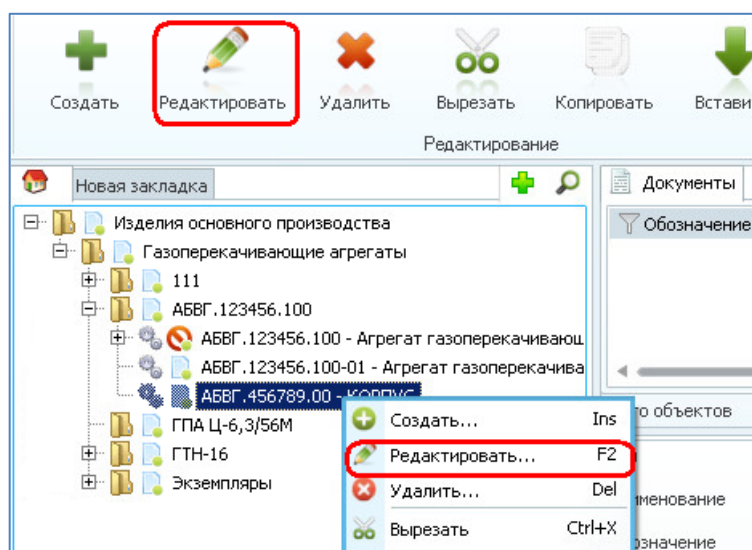 Создать Редактировать Удалить Вырезать Копировать Встави
Редактирование
Новая закладка
Документы
Изделия основного производства
Обозначение
Газоперекачивающие агрегаты
111
АБВГ.123456.100
АБВГ.123456.100 - Агрегат газоперекачивающ
АБВГ.123456.100-01 - Агрегат газоперекачива
АБВГ.456789.00 - КОРПУС
ГПА Ц-6,3/56М
ГТН-16
Экземпляры
Создать... Ins
Редактировать... F2
Удалить... Del
Вырезать Ctrl+X
то объектов
именование
означение